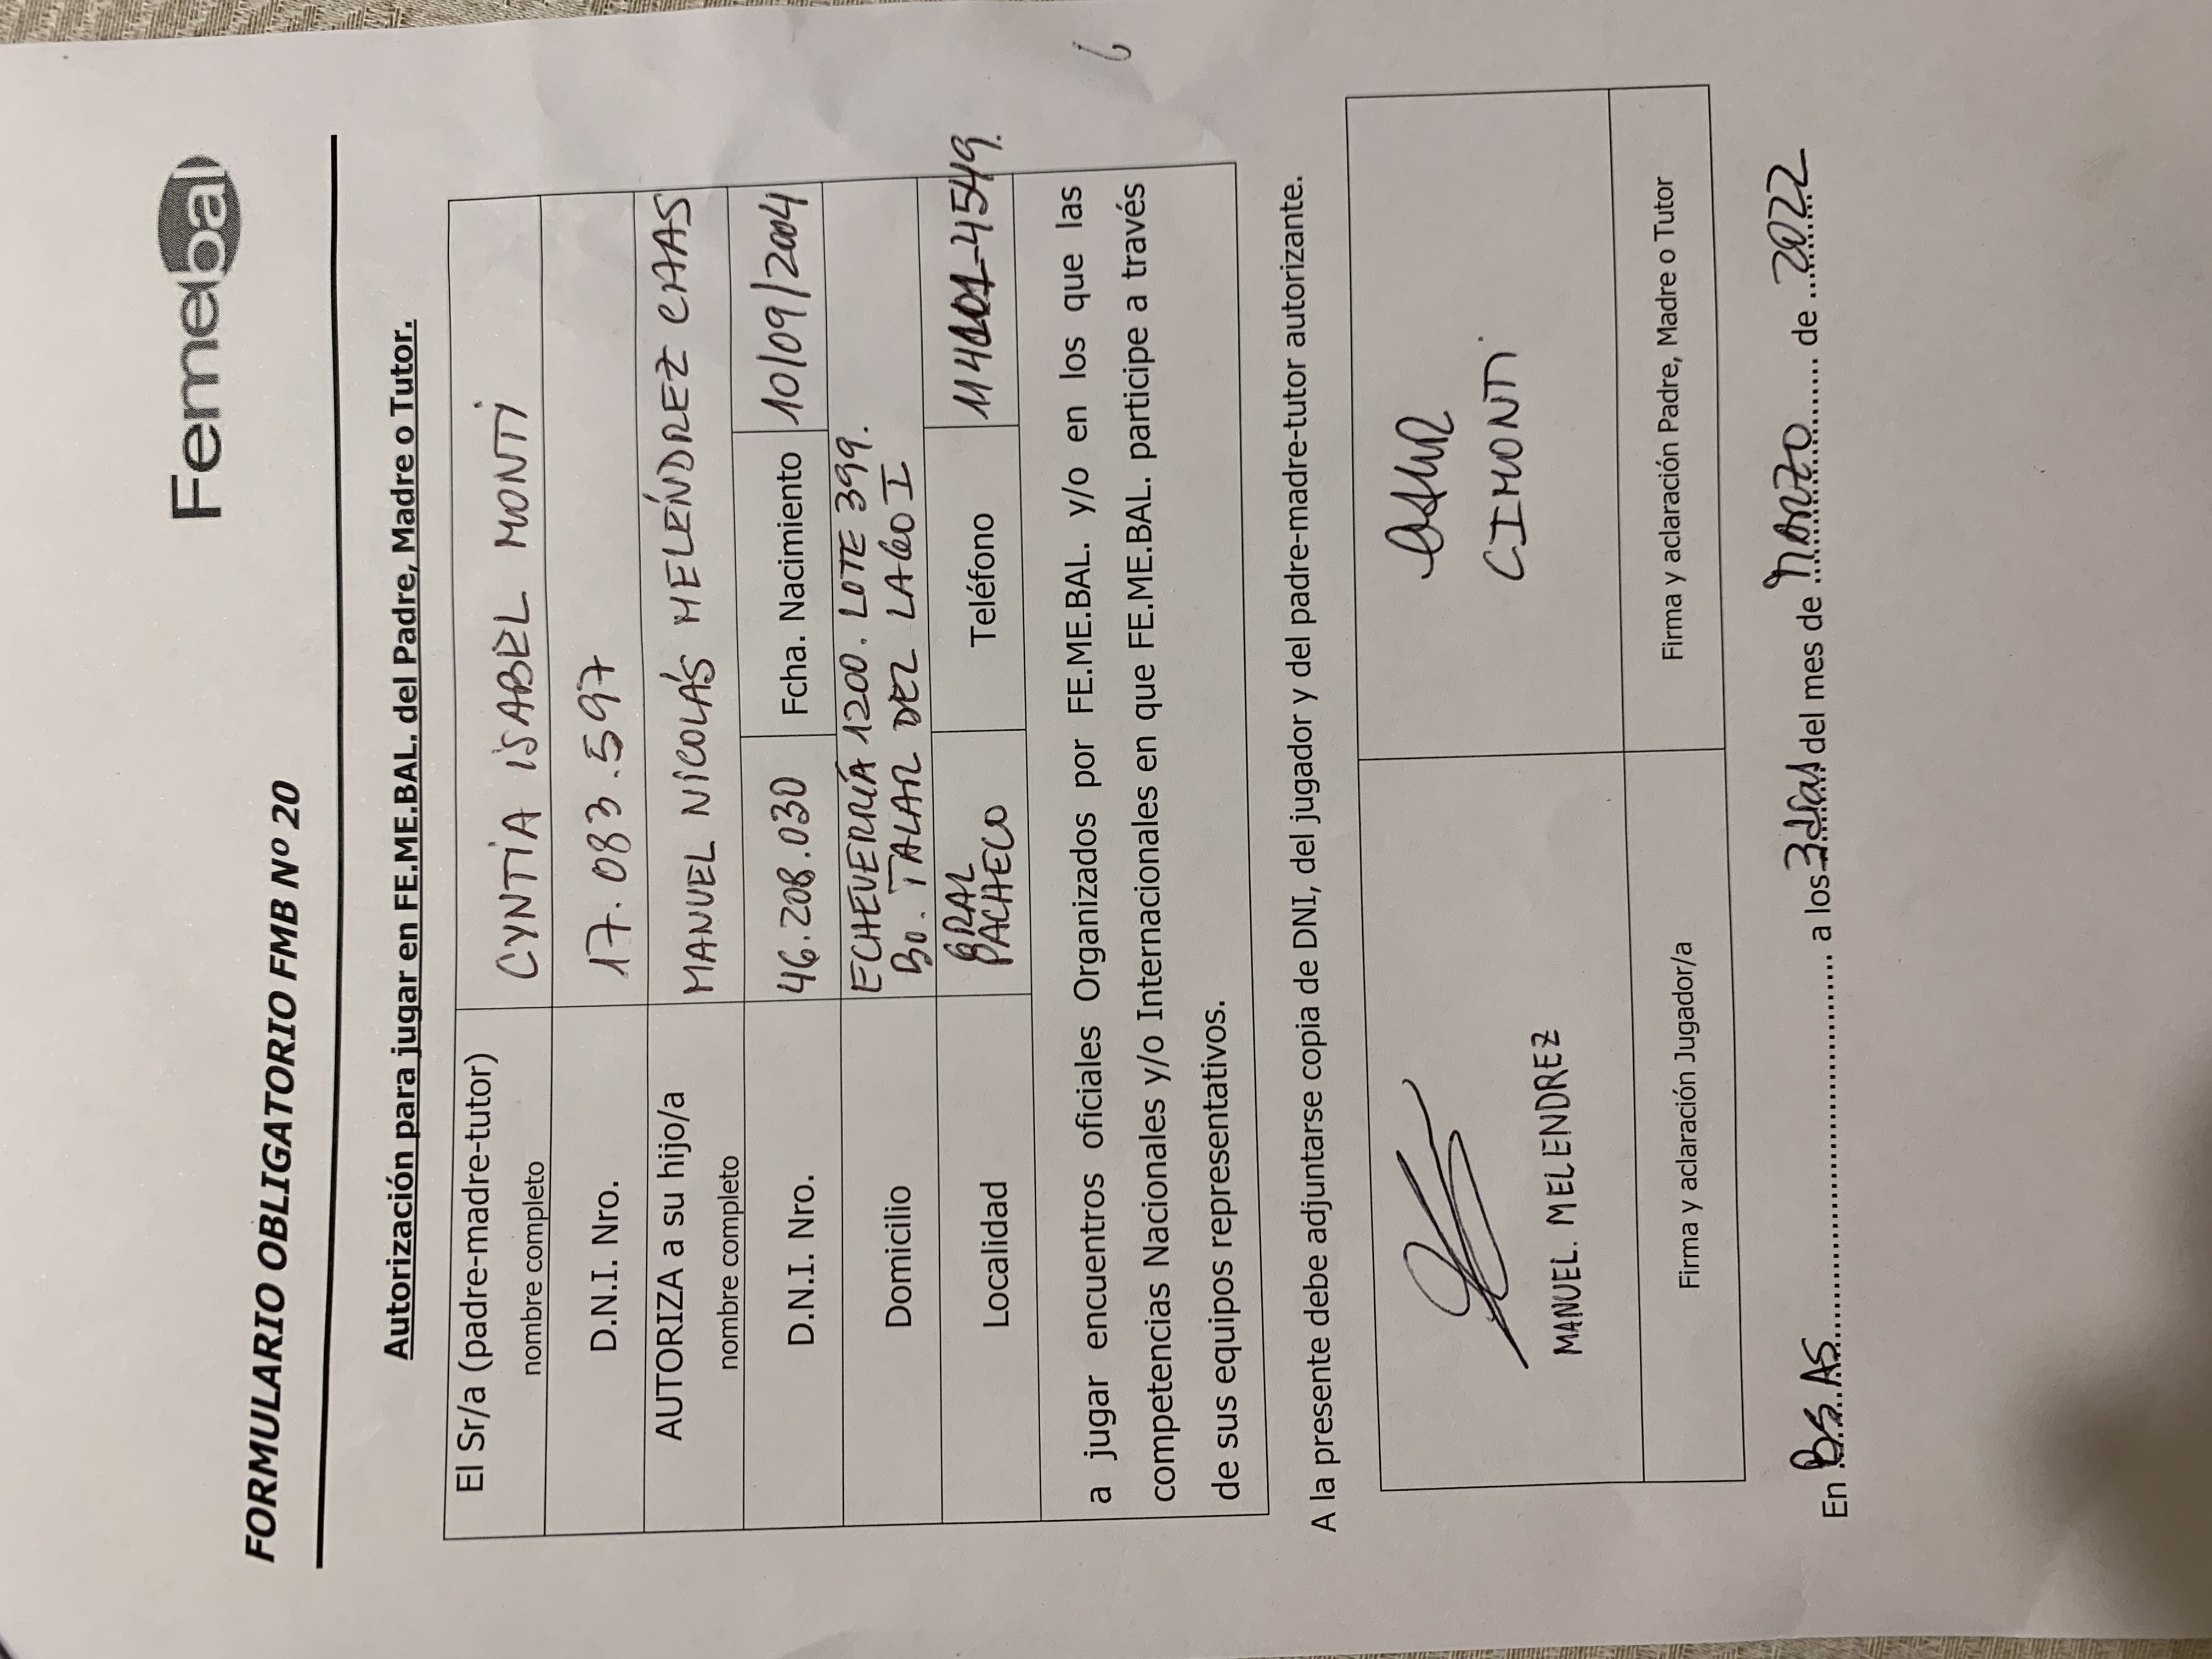 Femebal
FORMULARIO OBLIGATORIO FMB Nº 20
Autorización para jugar en FE.ME.BAL. del Padre, Madre o Tutor.
El Sr/a (padre-madre-tutor) nombre completo CYNTIA ISABEL MONTI
D.N.I. Nro. 17.083.597
AUTORIZA a su hijo/a nombre completo MANUEL NICOLÁS MELÉNDREZ CHAS
D.N.I. Nro. 46.208.030 Fcha. Nacimiento 10/09/2004
Domicilio ECHEVERRÍA 1200. LOTE 399.
Bo. TALAR DEL LAGO I
Localidad GRAL PACHECO Teléfono 4549.
a jugar encuentros oficiales Organizados por FE.ME.BAL. y/o en los que las
competencias Nacionales y/o Internacionales en que FE.ME.BAL. participe a través
de sus equipos representativos.
A la presente debe adjuntarse copia de DNI, del jugador y del padre-madre-tutor autorizante.
MANUEL. MELENDREZ
CIMONTI
Firma y aclaración Jugador/a Firma y aclaración Padre, Madre o Tutor
En Bs. As. a los 3 días del mes de Marzo de 2022